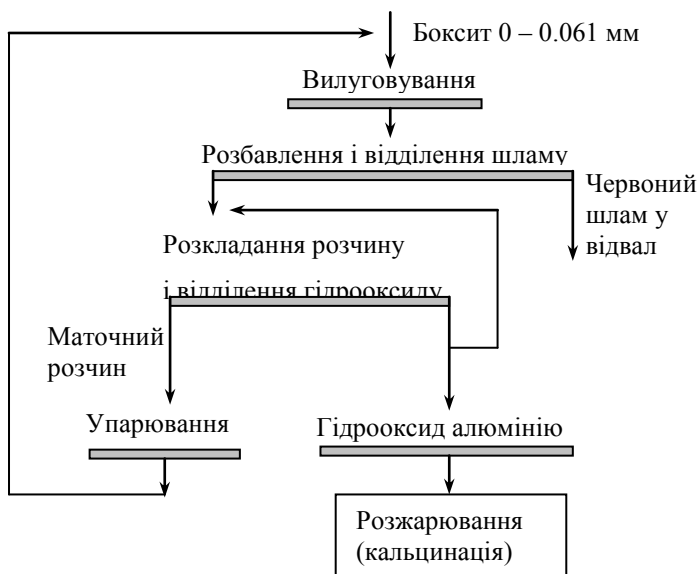 Боксит 0 – 0.061 мм
Вилуговування
Розбавлення і відділення шламу
Червоний
шлам у
відвал
Розкладання розчину
і відділення гідрооксиду
Маточний
розчин
Упарювання
Гідрооксид алюмінію
Розжарювання
(кальцинація)